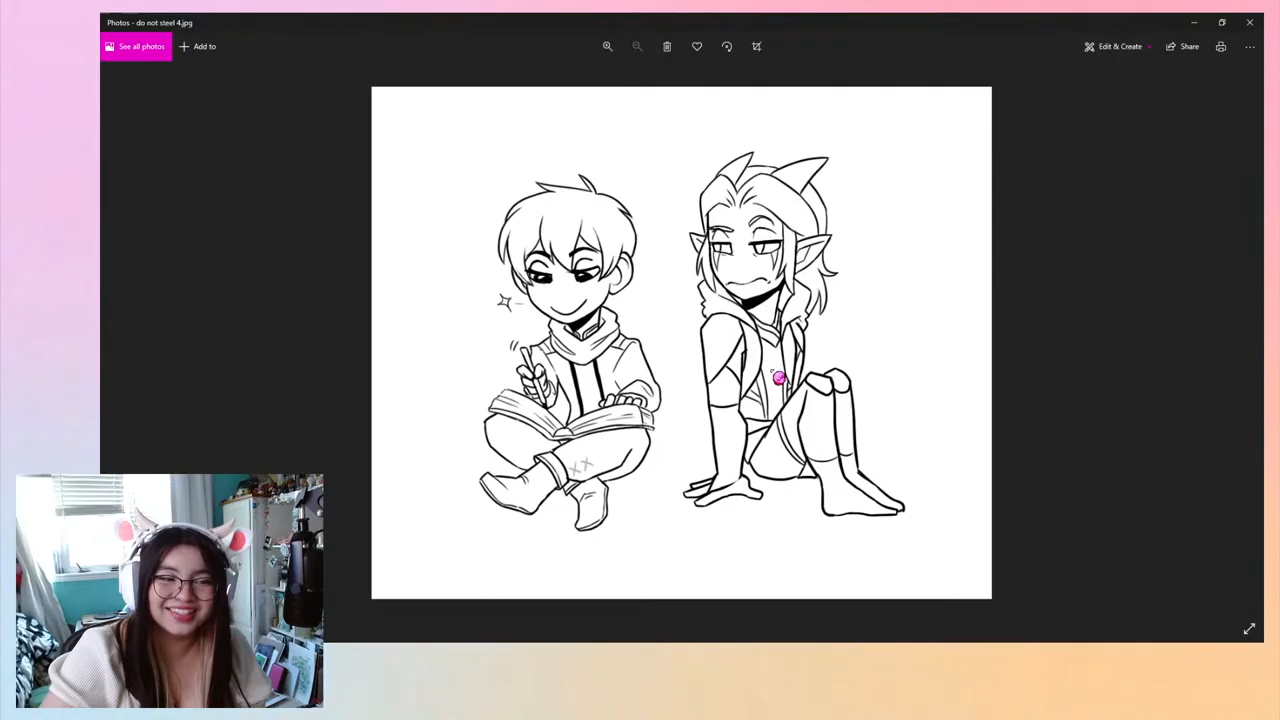 Photos - do not steel 4.jpg
See all photos
Add to
Edit & Create
Share